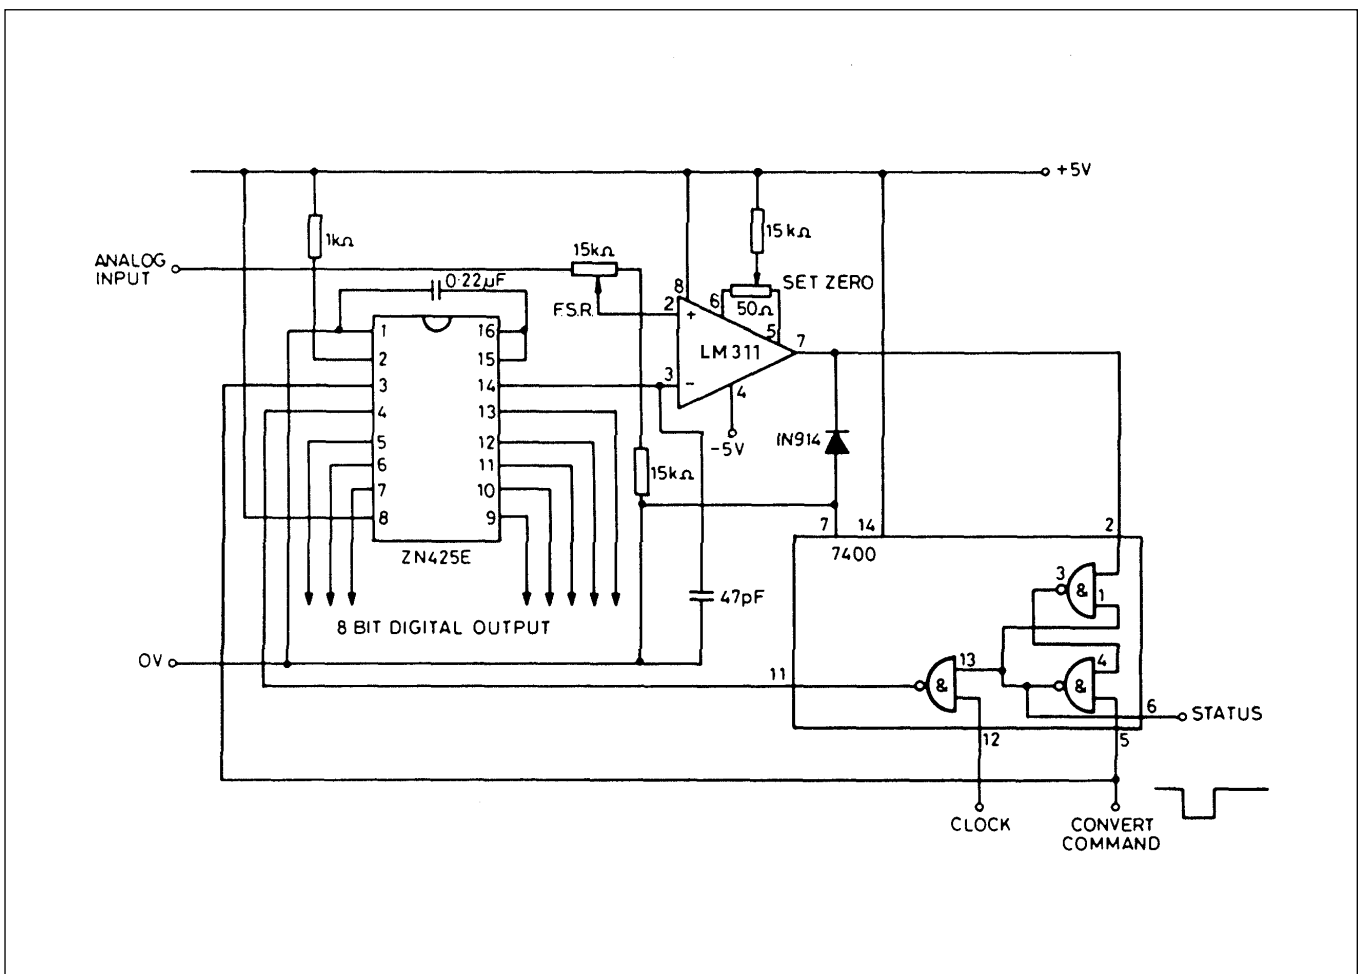 +5V
1kΩ
15kΩ
ANALOG
INPUT
15kΩ
0·22µF
SET ZERO
8
6
50Ω
F.S.R.
2
+
5
1
16
LM311
7
2
15
3
14
3
-
4
4
13
-5V
IN914
5
12
6
11
15kΩ
7
10
8
9
7
14
2
ZN425E
7400
3
&
1
47pF
8 BIT DIGITAL OUTPUT
0V
11
&
13
4
&
6
STATUS
12
5
CLOCK
CONVERT
COMMAND